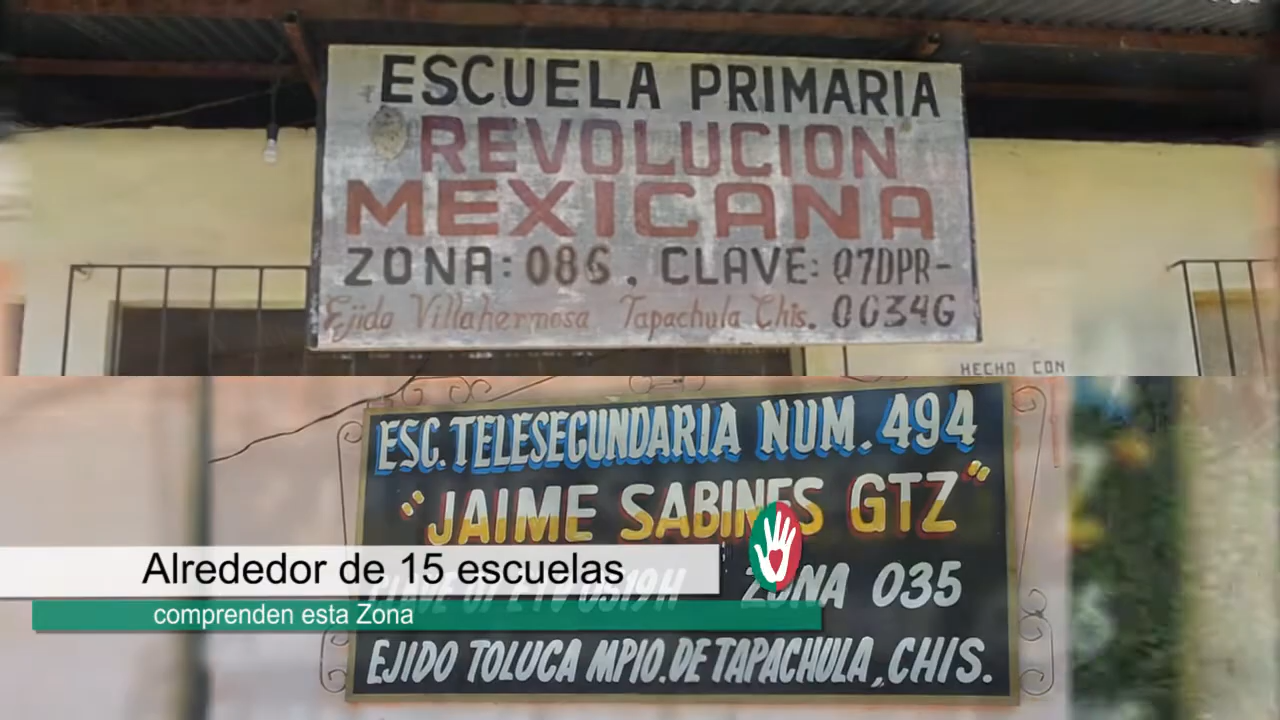 ESCUELA PRIMARIA
REVOLUCION
MEXICANA
ZONA: 086. CLAVE: 07DPR-
Ejido Villahermosa Tapachula Chis. 0034G
HECHO CON
ESC. TELESECUNDARIA NUM. 494
"JAIME SABINES GTZ"
Alrededor de 15 escuelas
ZONA 035
comprenden esta Zona
EJIDO TOLUCA MPIO. DE TAPACHULA, CHIS.